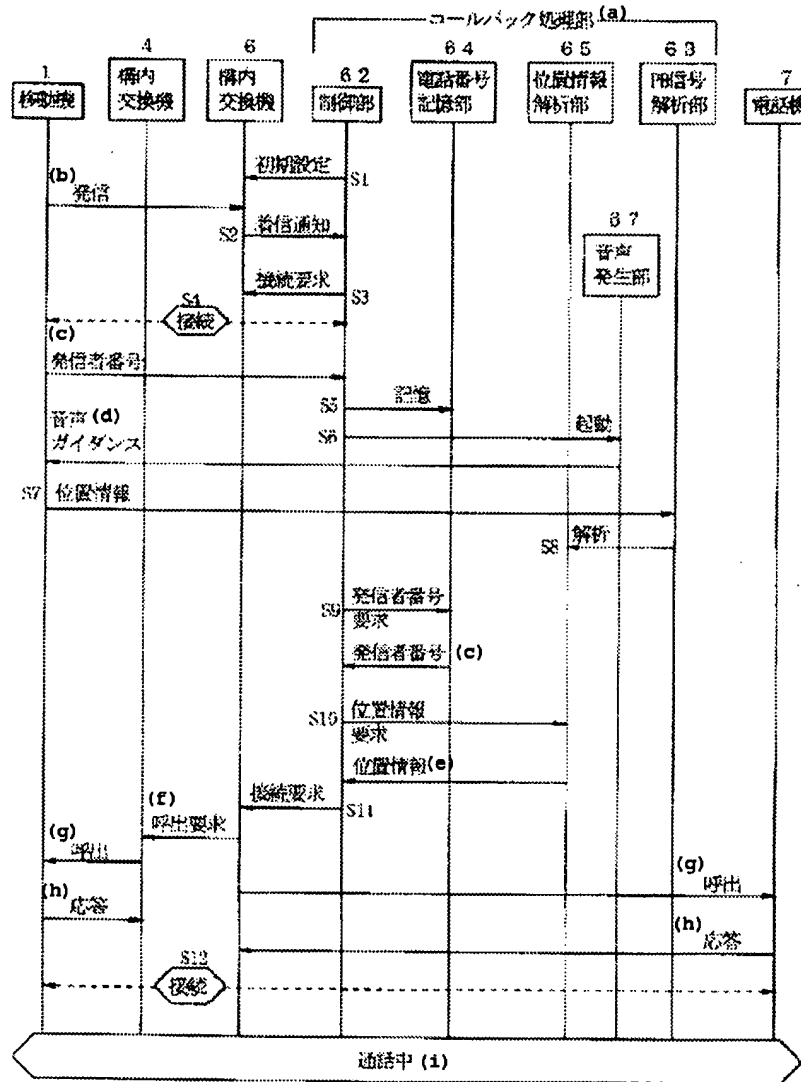 コールバック処理部 (a)
1 4 6 62 64 65 63 7
移動機
構内
交換機
構内
交換機
制御部
電話番号
記憶部
位置情報
解析部
PB信号
解析部
電話機
初期設定
S1
(b)
発信
S2
着信通知
67
音声
発生部
接続要求
S3
S4
接続
(c)
発信者番号
S5
記憶
音声 (d)
ガイダンス
S6
起動
S7 位置情報
S8
解析
S9
発信者番号
要求
発信者番号 (c)
S10
位置情報
要求
位置情報(e)
接続要求
S11
(f)
呼出要求
(g)
呼出
(g)
呼出
(h)
応答
(h)
応答
S12
接続
通話中 (i)